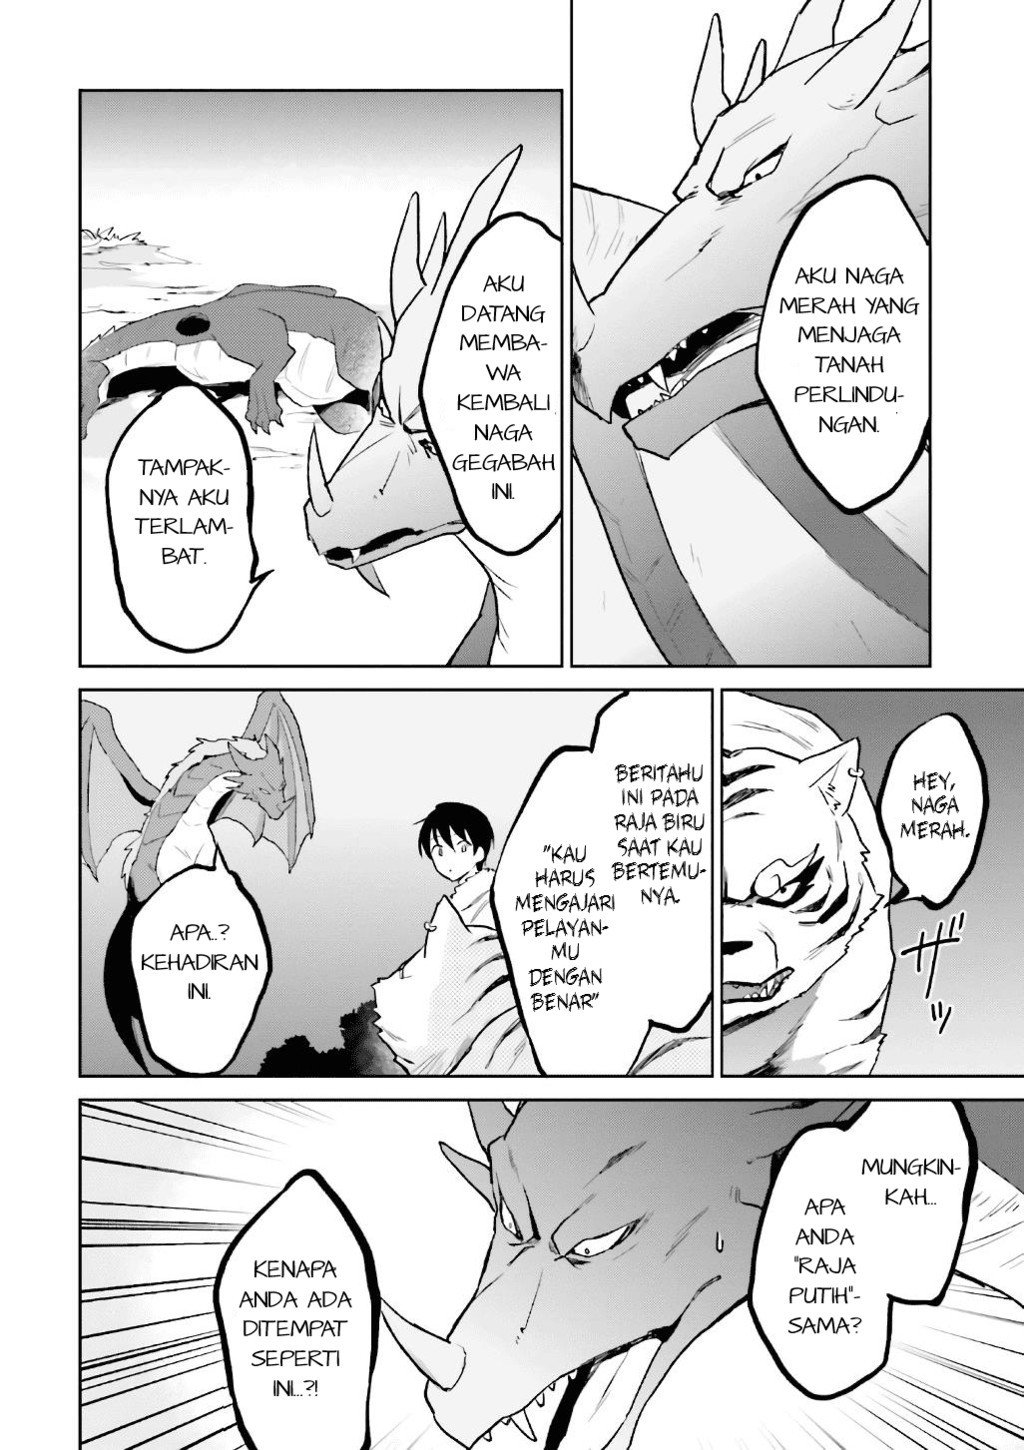 AKU NAGA
MERAH YANG
MENJAGA
TANAH
PERLINDU-
NGAN.
AKU
DATANG
MEMBA-
WA
KEMBALI
NAGA
GEGABAH
INI.
TAMPAK-
NYA AKU
TERLAM-
BAT.
HEY,
NAGA
MERAH.
ザッ
BERITAHU
INI PADA
RAJA BIRU
SAAT KAU
BERTEMU-
NYA.
"KAU
HARUS
MENGAJARI
PELAYAN-
MU
DENGAN
BENAR"
APA..?
KEHADIRAN
INI.
MUNGKIN-
KAH...
APA
ANDA
"RAJA
PUTIH"-
SAMA?
KENAPA
ANDA ADA
DITEMPAT
SEPERTI
INI...?!